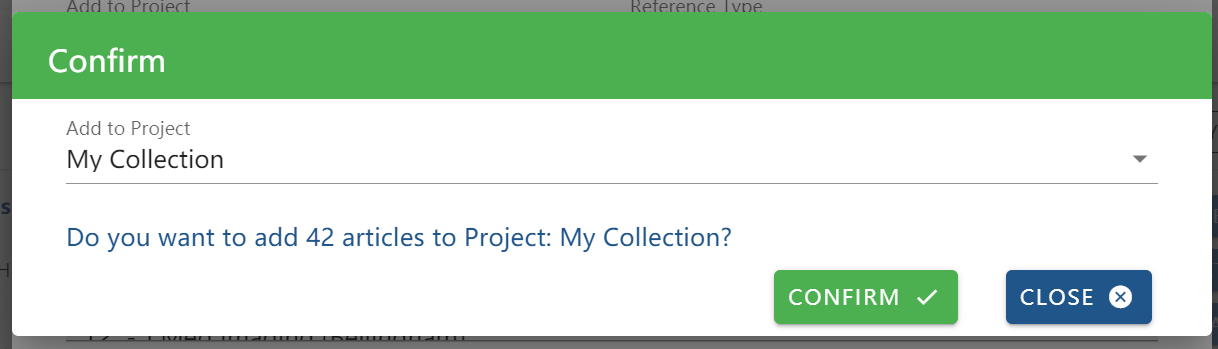 Add to Project
Reference Type
Confirm
Add to Project
My Collection
Do you want to add 42 articles to Project: My Collection?
CONFIRM
CLOSE